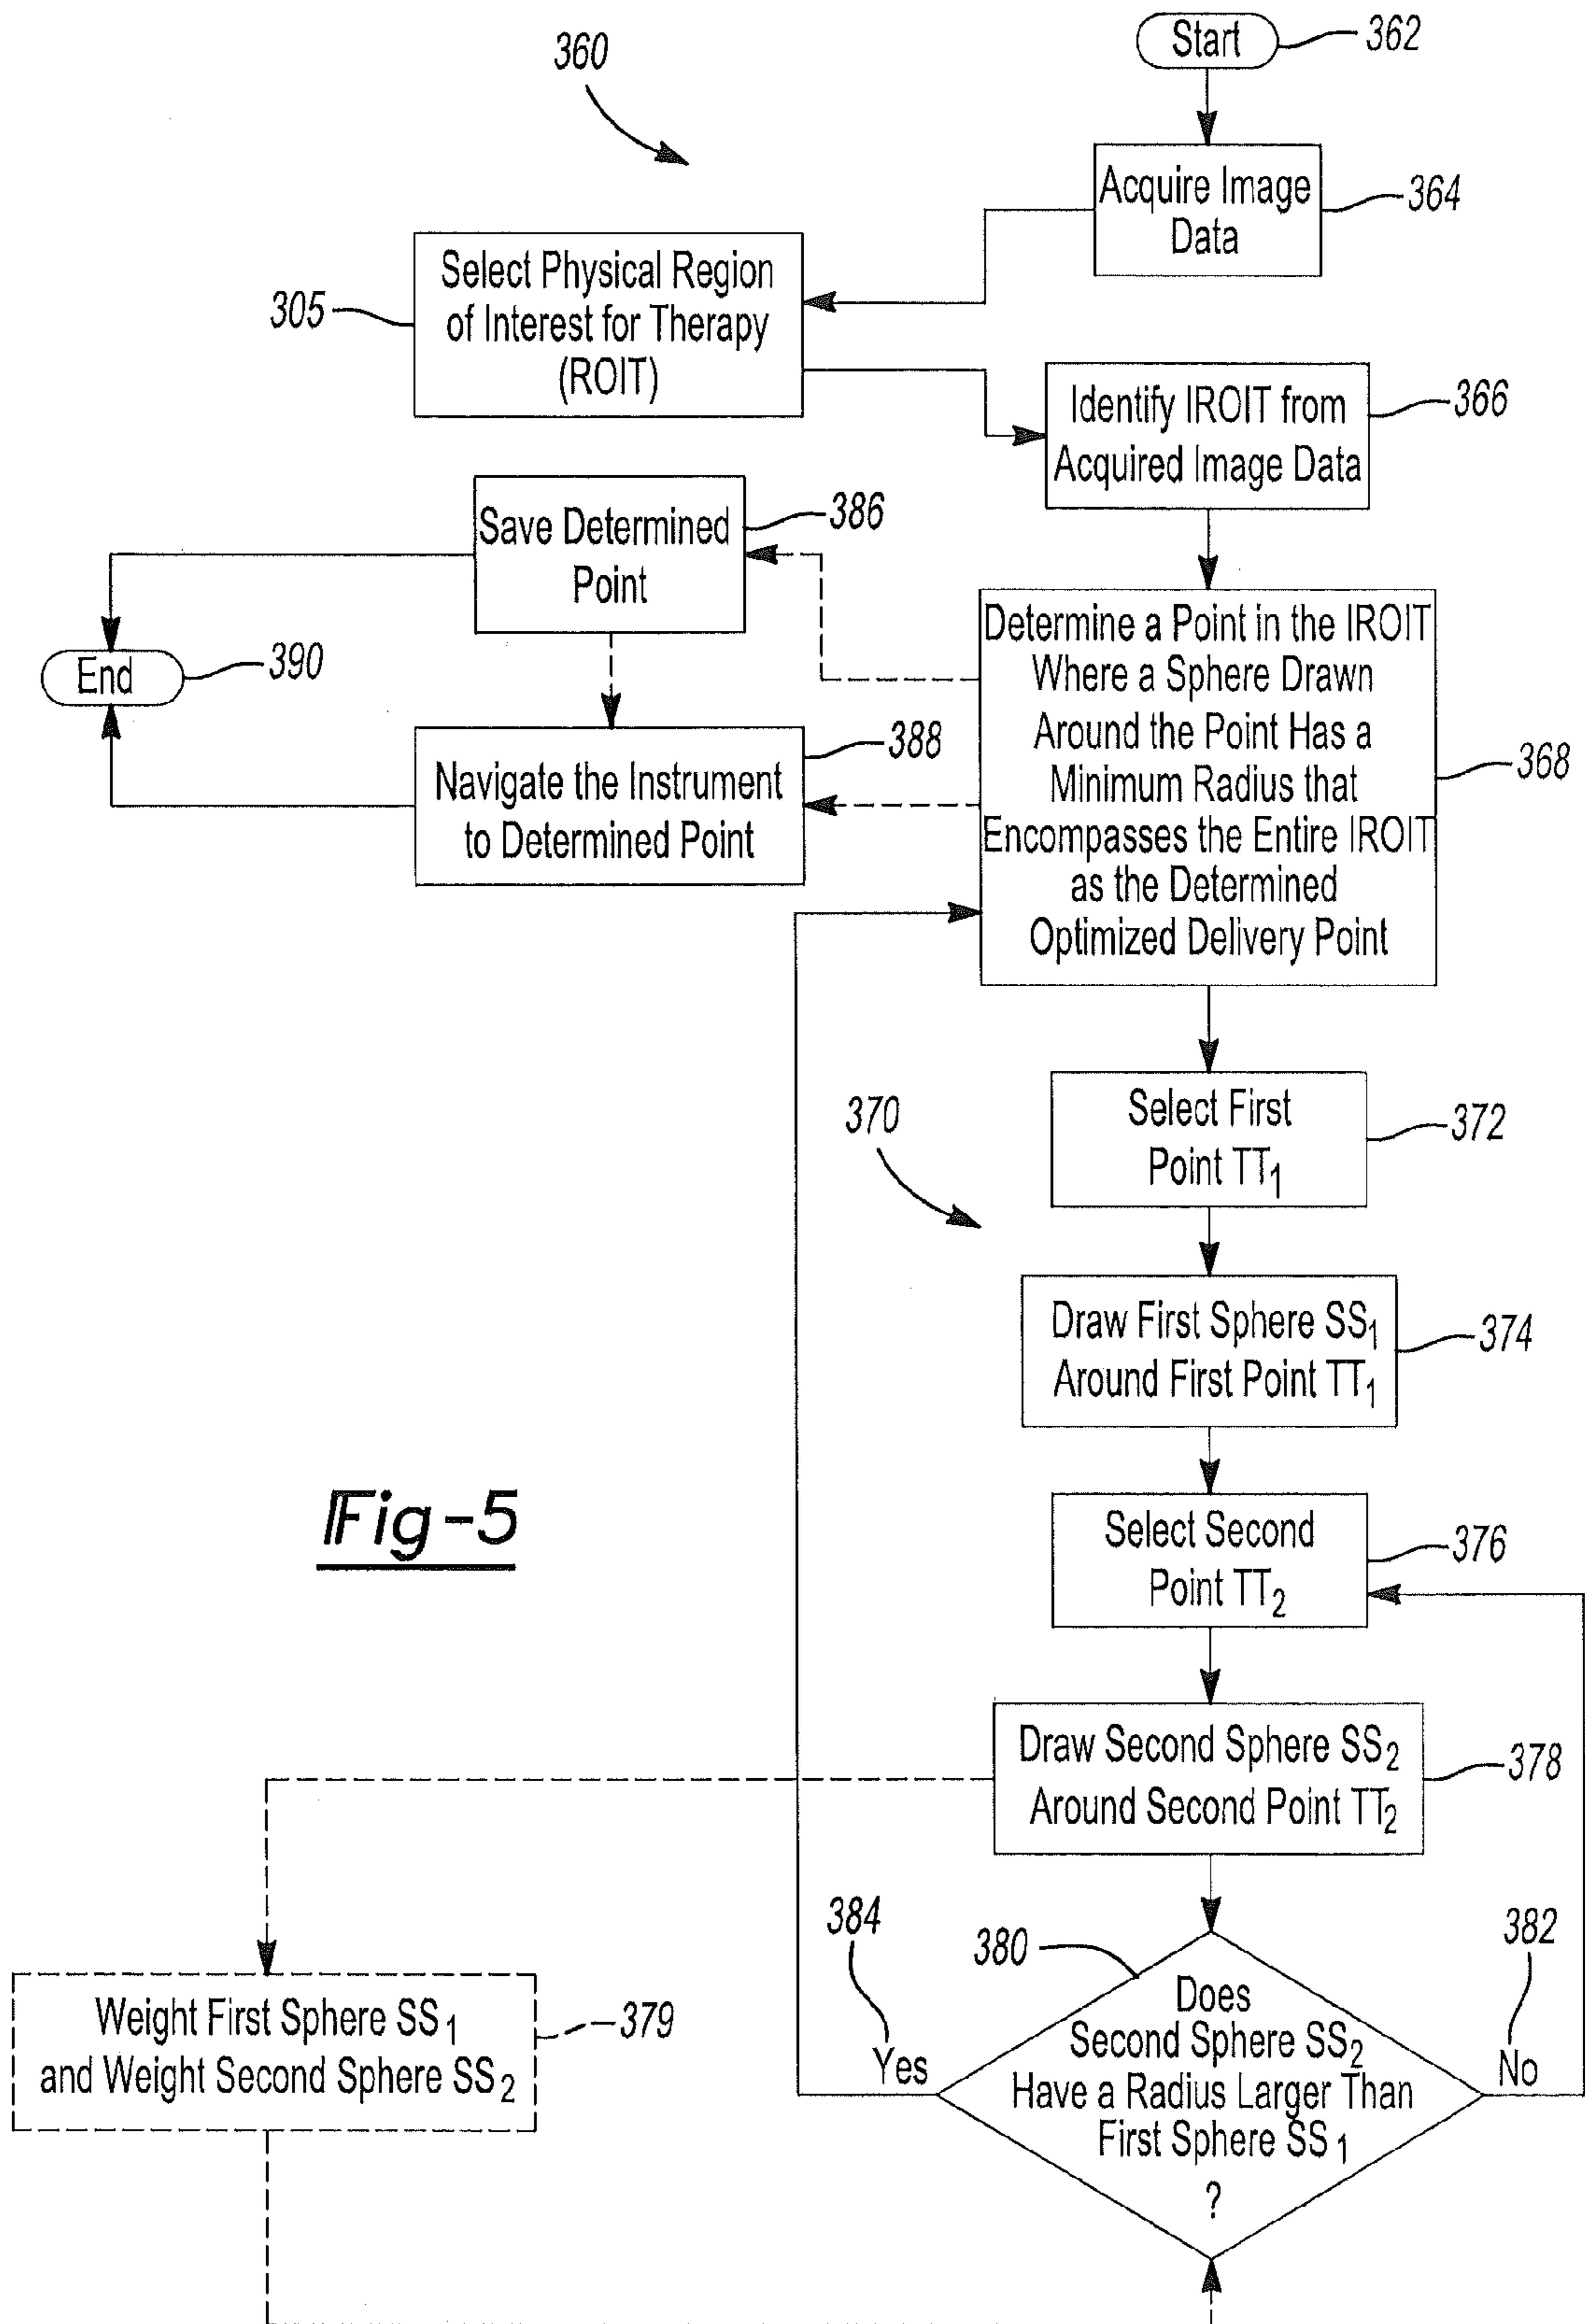 Start
362
360
Acquire Image
Data
364
Select Physical Region
of Interest for Therapy
(ROIT)
305
Identify IROIT from
Acquired Image Data
366
Save Determined
Point
386
End
390
Navigate the Instrument
to Determined Point
388
Determine a Point in the IROIT
Where a Sphere Drawn
Around the Point Has a
Minimum Radius that
Encompasses the Entire IROIT
as the Determined
Optimized Delivery Point
368
370
Select First
Point TT₁
372
Draw First Sphere SS₁
Around First Point TT₁
374
Fig-5
Select Second
Point TT₂
376
Draw Second Sphere SS₂
Around Second Point TT₂
378
Weight First Sphere SS₁
and Weight Second Sphere SS₂
379
384
Yes
380
Does
Second Sphere SS₂
Have a Radius Larger Than
First Sphere SS₁
?
382
No